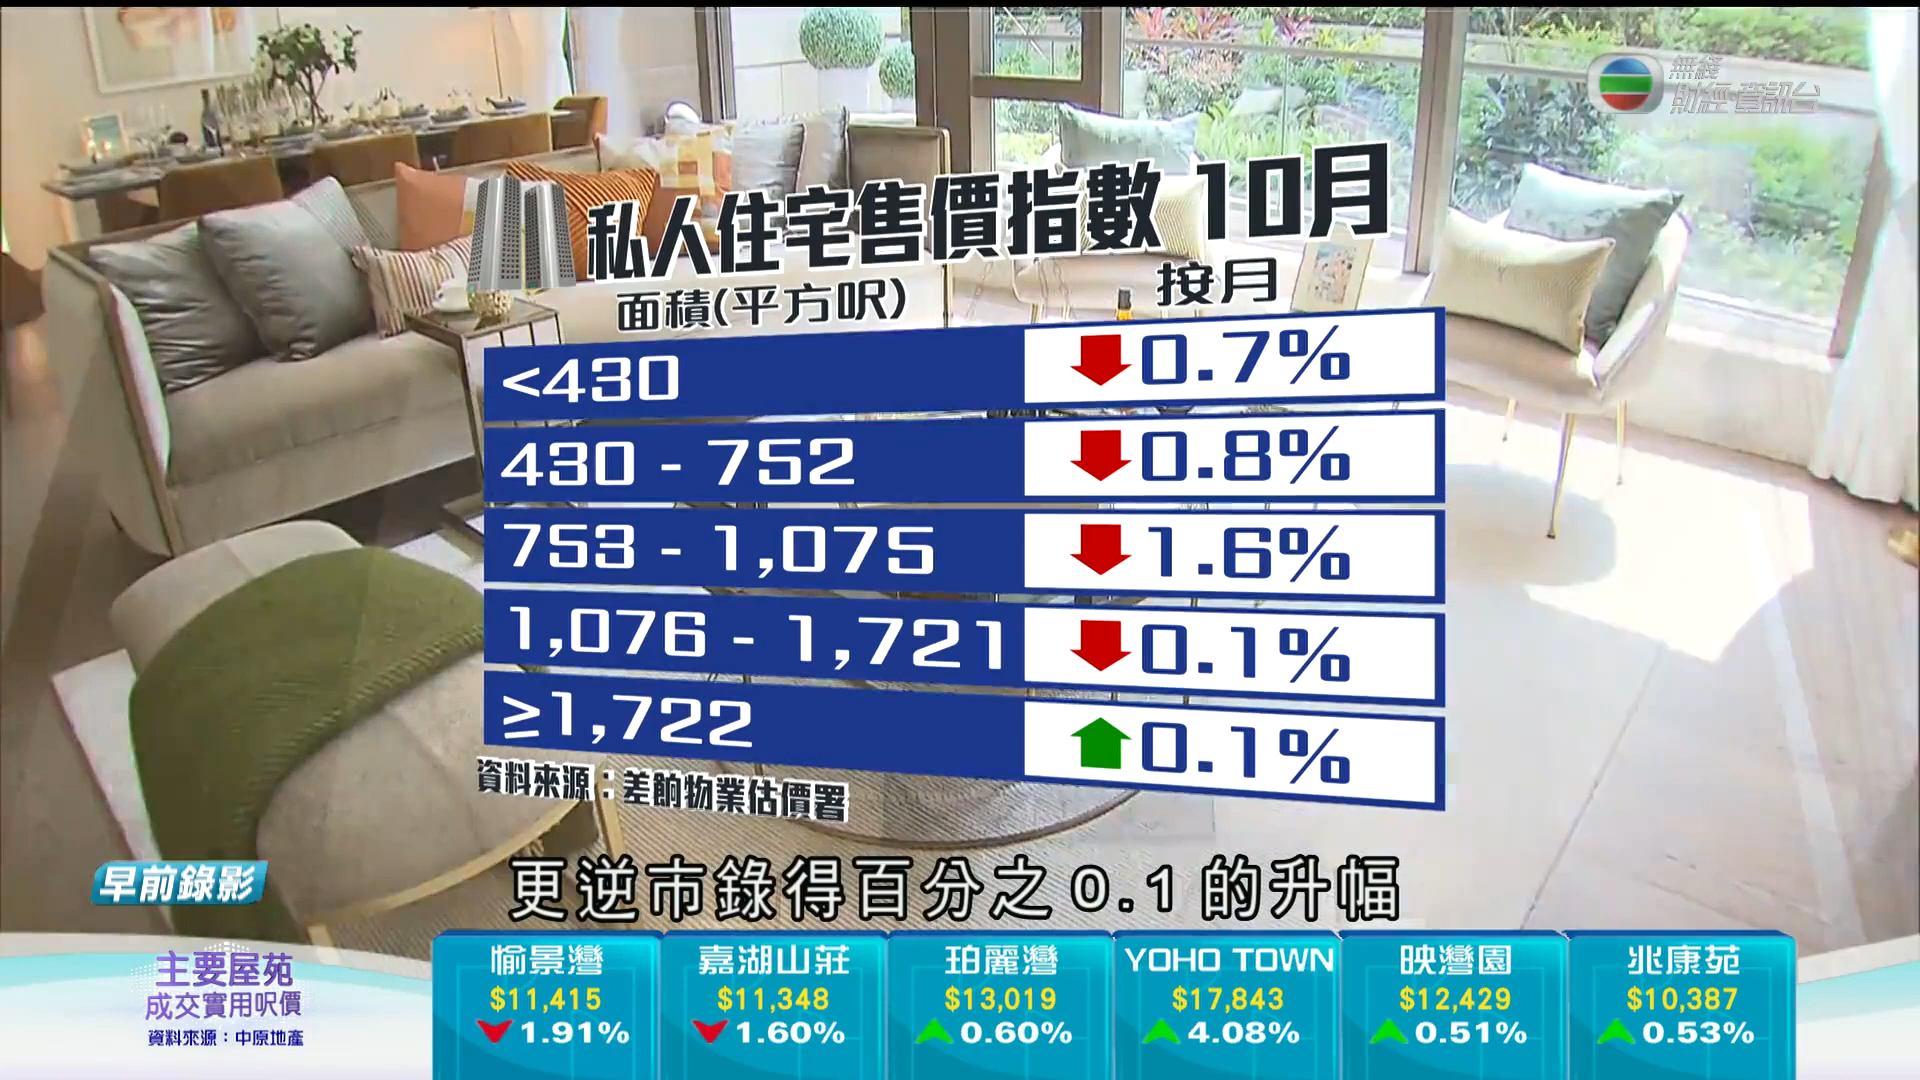 無綫
財經·資訊台
私人住宅售價指數 10月
面積(平方呎) 按月
<430 0.7%
430 - 752 0.8%
753 - 1,075 1.6%
1,076 - 1,721 0.1%
≥1,722 0.1%
資料來源：差餉物業估價署
更逆市錄得百分之0.1的升幅
早前錄影
主要屋苑
成交實用呎價
資料來源：中原地產
愉景灣 嘉湖山莊 珀麗灣 YOHO TOWN 映灣園 兆康苑
$11,415 $11,348 $13,019 $17,843 $12,429 $10,387
1.91% 1.60% 0.60% 4.08% 0.51% 0.53%